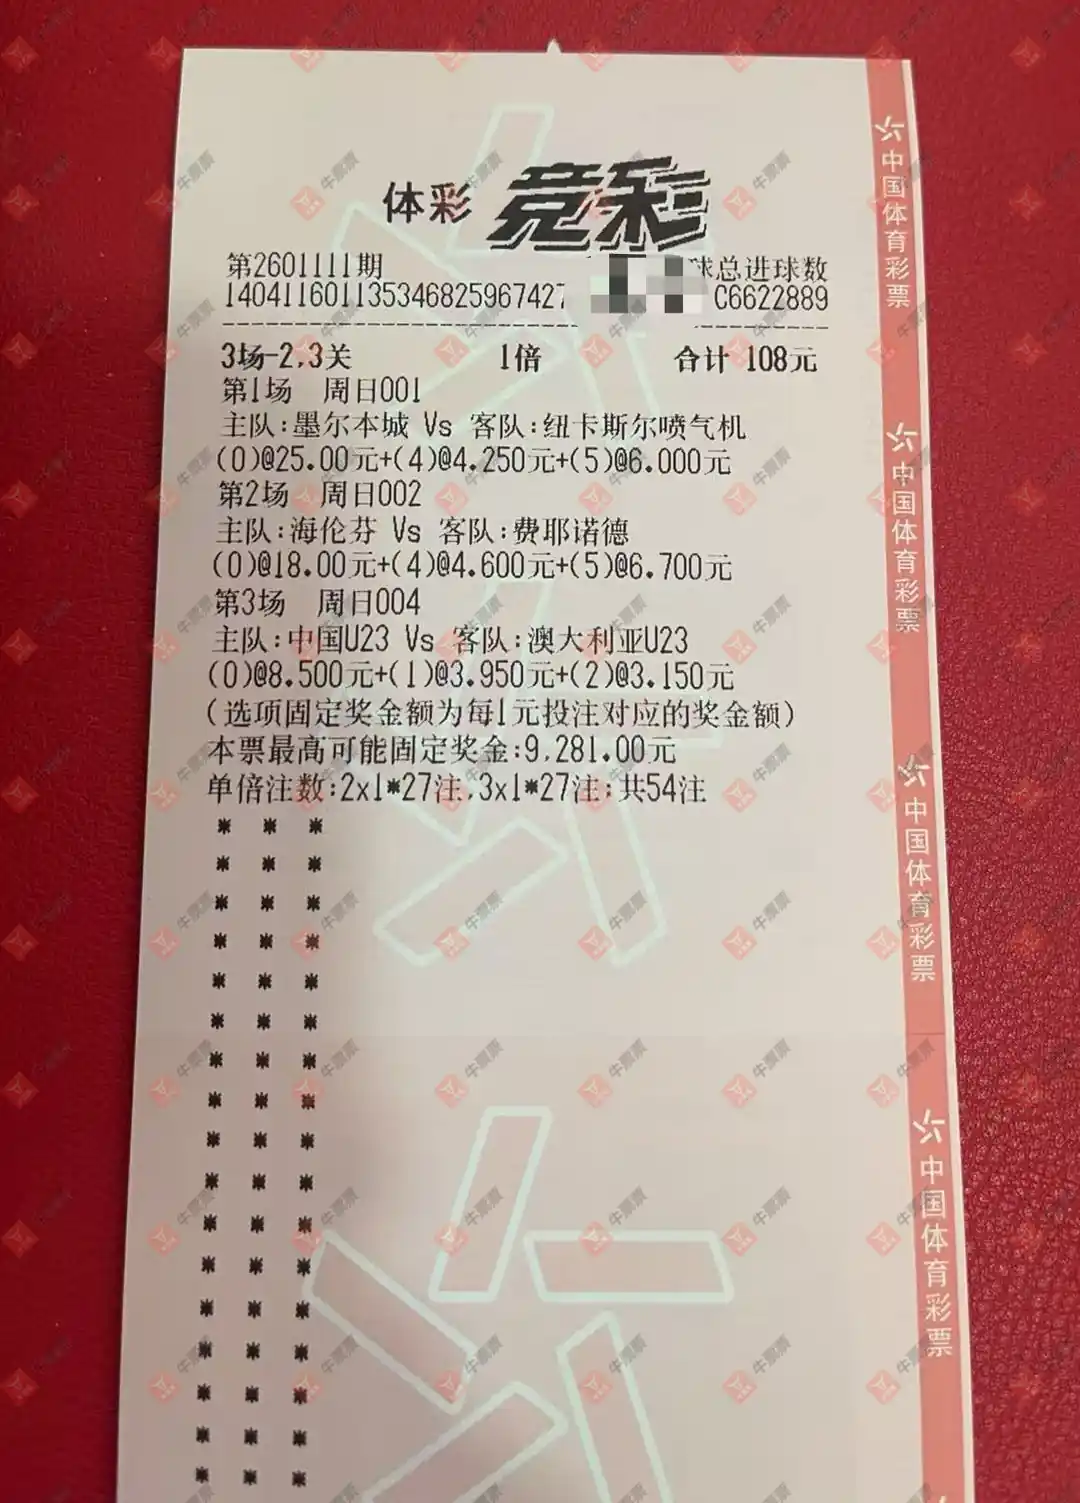 体彩 竞彩
第2601111期
球总进球数
140411601135346825967427
C6622889
3场-2,3关 1倍 合计 108元
第1场 周日001
主队:墨尔本城 Vs 客队:纽卡斯尔喷气机
(0)@25.00元+(4)@4.250元+(5)@6.000元
第2场 周日002
主队:海伦芬 Vs 客队:费耶诺德
(0)@18.00元+(4)@4.600元+(5)@6.700元
第3场 周日004
主队:中国U23 Vs 客队:澳大利亚U23
(0)@8.500元+(1)@3.950元+(2)@3.150元
(选项固定奖金额为每1元投注对应的奖金额)
本票最高可能固定奖金:9,281.00元
单倍注数:2x1*27注,3x1*27注;共54注
中国体育彩票
中国体育彩票
中国体育彩票
中国体育彩票
牛票票